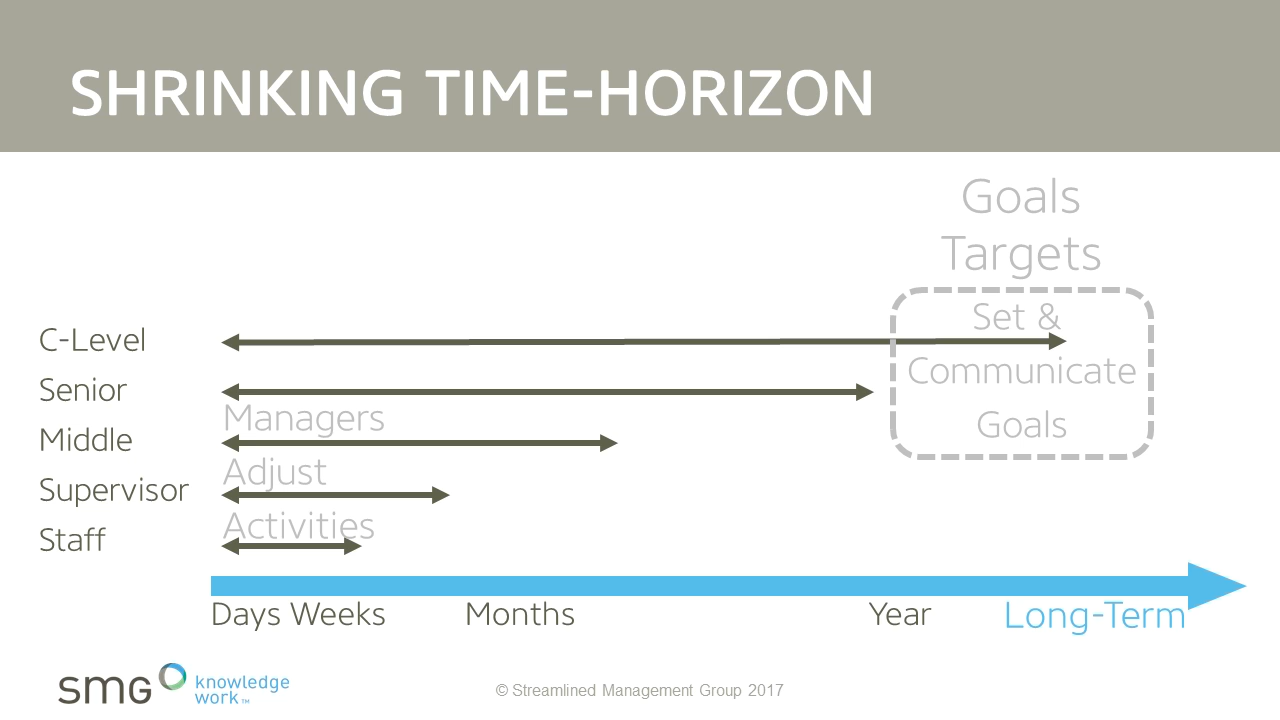 SHRINKING TIME-HORIZON
Goals
Targets
Set &
Communicate
Goals
C-Level
Senior
Managers
Middle
Adjust
Supervisor
Activities
Staff
Days Weeks Months Year Long-Term
smg knowledge
work™
© Streamlined Management Group 2017